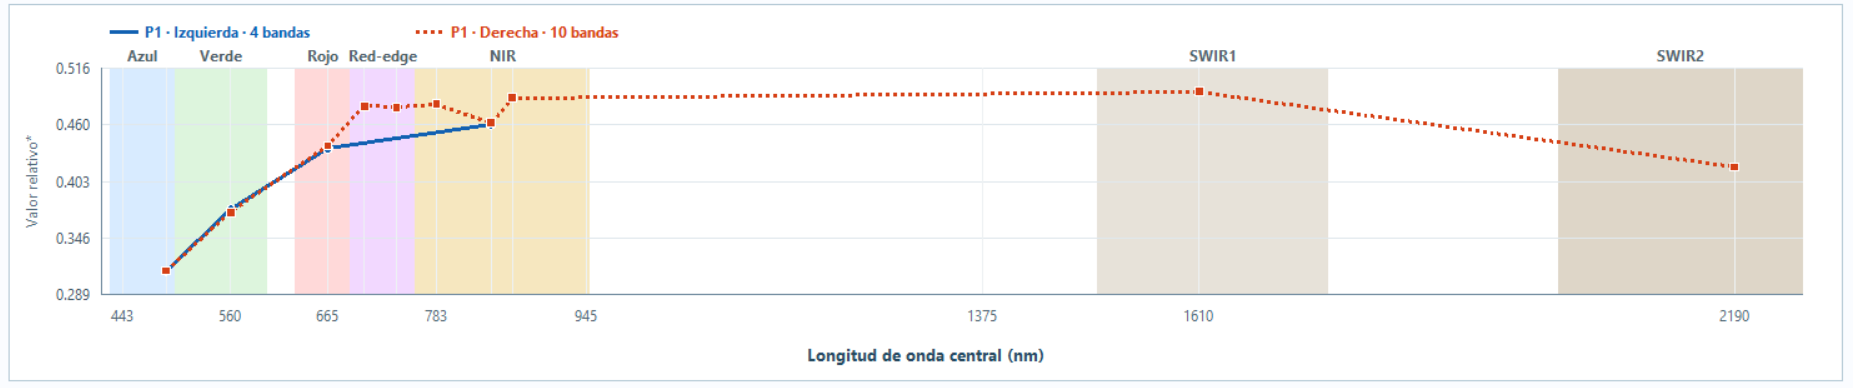 P1 · Izquierda · 4 bandas P1 · Derecha · 10 bandas
Azul Verde Rojo Red-edge NIR SWIR1 SWIR2
0.516
0.460
0.403
0.346
0.289
Valor relativo*
443 560 665 783 945 1375 1610 2190
Longitud de onda central (nm)